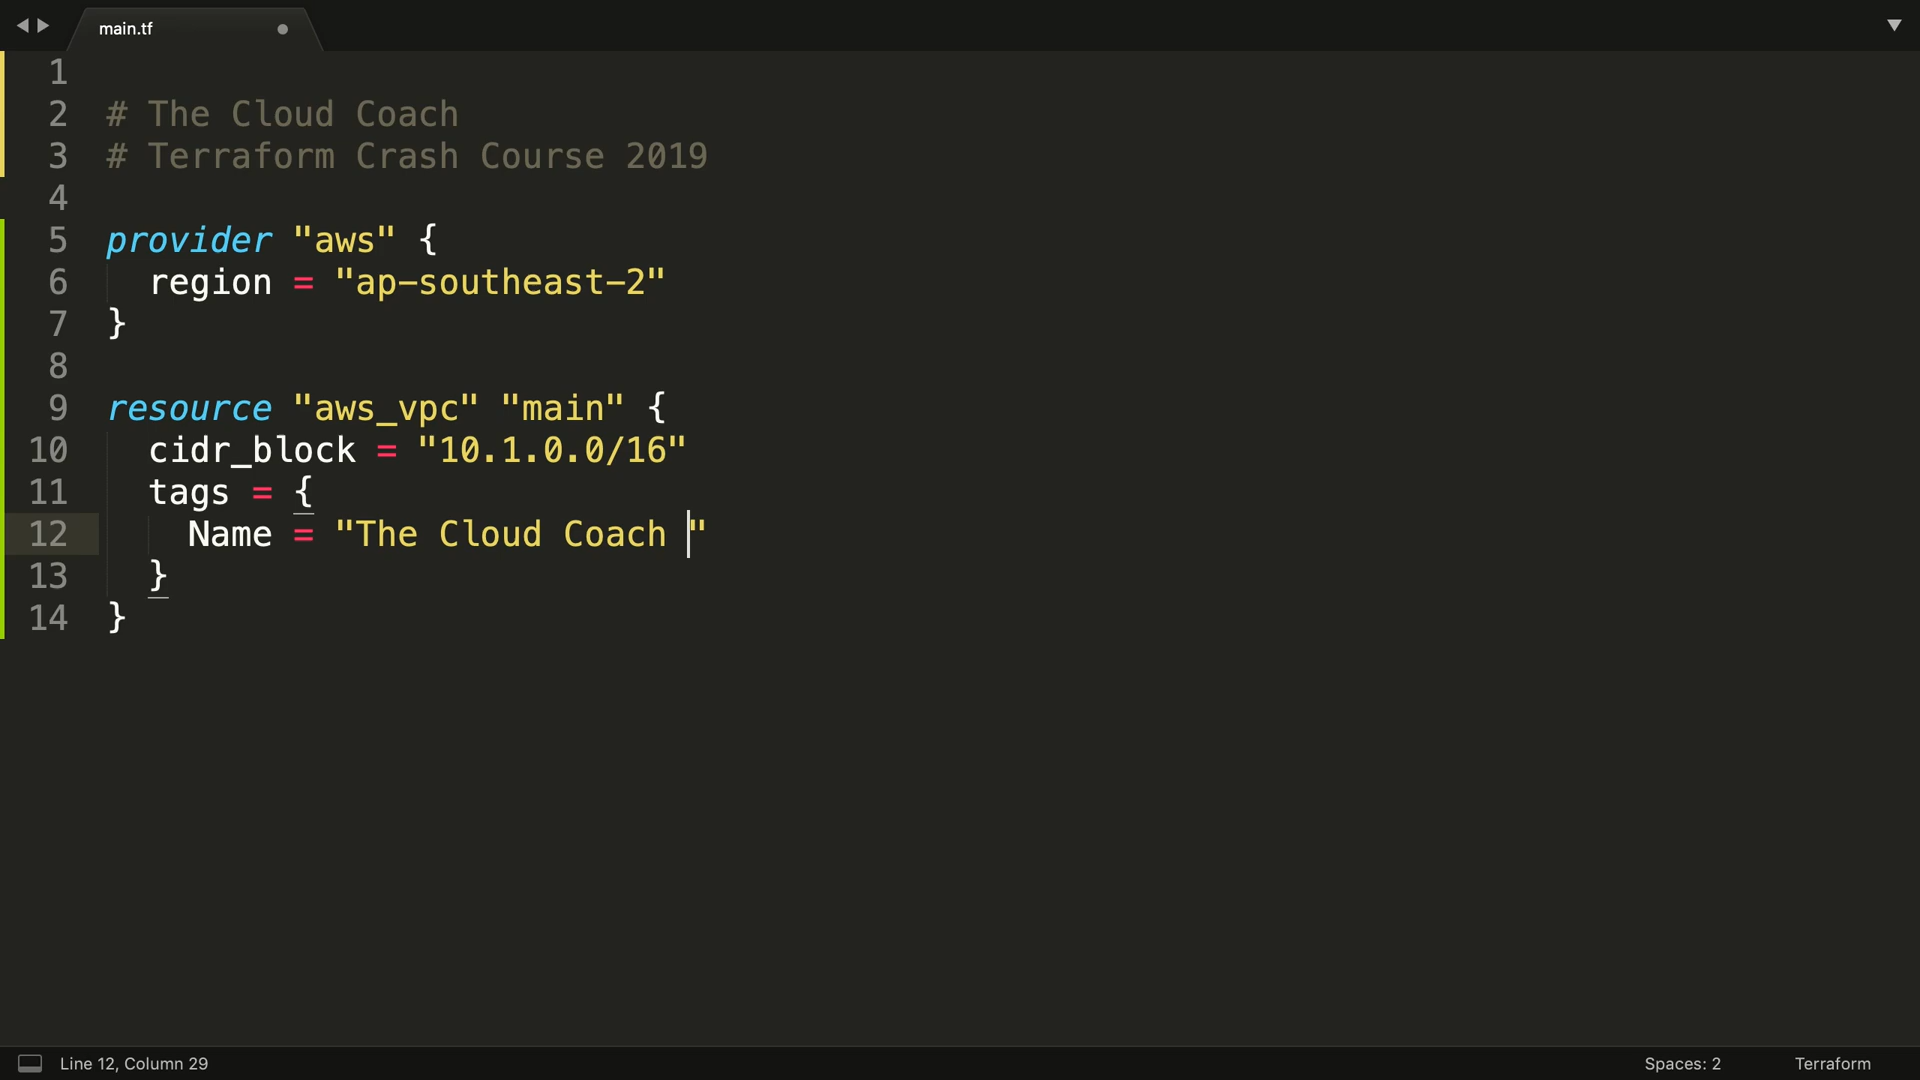 main.tf
1
2 # The Cloud Coach
3 # Terraform Crash Course 2019
4
5 provider "aws" {
6   region = "ap-southeast-2"
7 }
8
9 resource "aws_vpc" "main" {
10   cidr_block = "10.1.0.0/16"
11   tags = {
12     Name = "The Cloud Coach "
13   }
14 }
Line 12, Column 29 Spaces: 2 Terraform